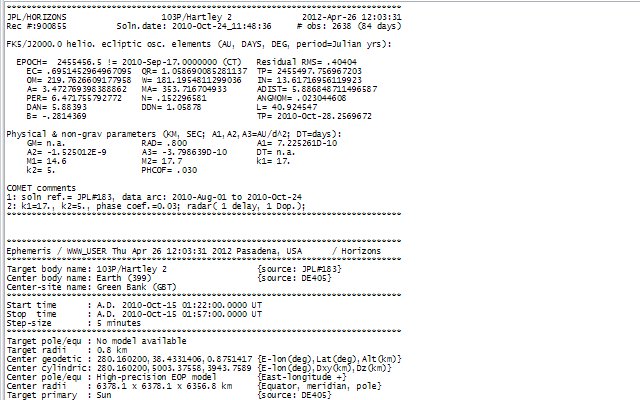 *******************************************************************************
JPL/HORIZONS 103P/Hartley 2 2012-Apr-26 12:03:31
Rec #:900855 Soln.date: 2010-Oct-24_11:48:36 # obs: 2638 (84 days)
FK5/J2000.0 helio. ecliptic osc. elements (AU, DAYS, DEG, period=Julian yrs):
EPOCH= 2455456.5 != 2010-Sep-17.0000000 (CT) Residual RMS= .40404
EC= .6951452964967095 QR= 1.058690085281137 TP= 2455497.756967203
OM= 219.7626609177958 W= 181.1954811299036 IN= 13.61716956119923
A= 3.472769398388862 MA= 353.716704933 ADIST= 5.886848711496587
PER= 6.471755792772 N= .152296581 ANGMOM= .023044608
DAN= 5.88393 DDN= 1.05878 L= 40.924547
B= -.2814369 TP= 2010-Oct-28.2569672
Physical & non-grav parameters (KM, SEC; A1,A2,A3=AU/d^2; DT=days):
GM= n.a. RAD= .800 A1= 7.225261D-10
A2= -1.525012E-9 A3= -3.798639D-10 DT= n.a.
M1= 14.6 M2= 17.7 k1= 17.
k2= 5. PHCOF= .030
COMET comments
1: soln ref.= JPL#183, data arc: 2010-Aug-01 to 2010-Oct-24
2: k1=17., k2=5., phase coef.=0.03; radar( 1 delay, 1 Dop.);
*******************************************************************************
*******************************************************************************
Ephemeris / WWW_USER Thu Apr 26 12:03:31 2012 Pasadena, USA / Horizons
*******************************************************************************
Target body name: 103P/Hartley 2 {source: JPL#183}
Center body name: Earth (399) {source: DE405}
Center-site name: Green Bank (GBT)
*******************************************************************************
Start time : A.D. 2010-Oct-15 01:22:00.0000 UT
Stop time : A.D. 2010-Oct-15 01:57:00.0000 UT
Step-size : 5 minutes
*******************************************************************************
Target pole/equ : No model available
Target radii : 0.8 km
Center geodetic : 280.160200,38.4331406,0.8751417 {E-lon(deg),Lat(deg),Alt(km)}
Center cylindric: 280.160200,5003.37558,3943.7589 {E-lon(deg),Dxy(km),Dz(km)}
Center pole/equ : High-precision EOP model {East-longitude +}
Center radii : 6378.1 x 6378.1 x 6356.8 km {Equator, meridian, pole}
Target primary : Sun {source: DE405}